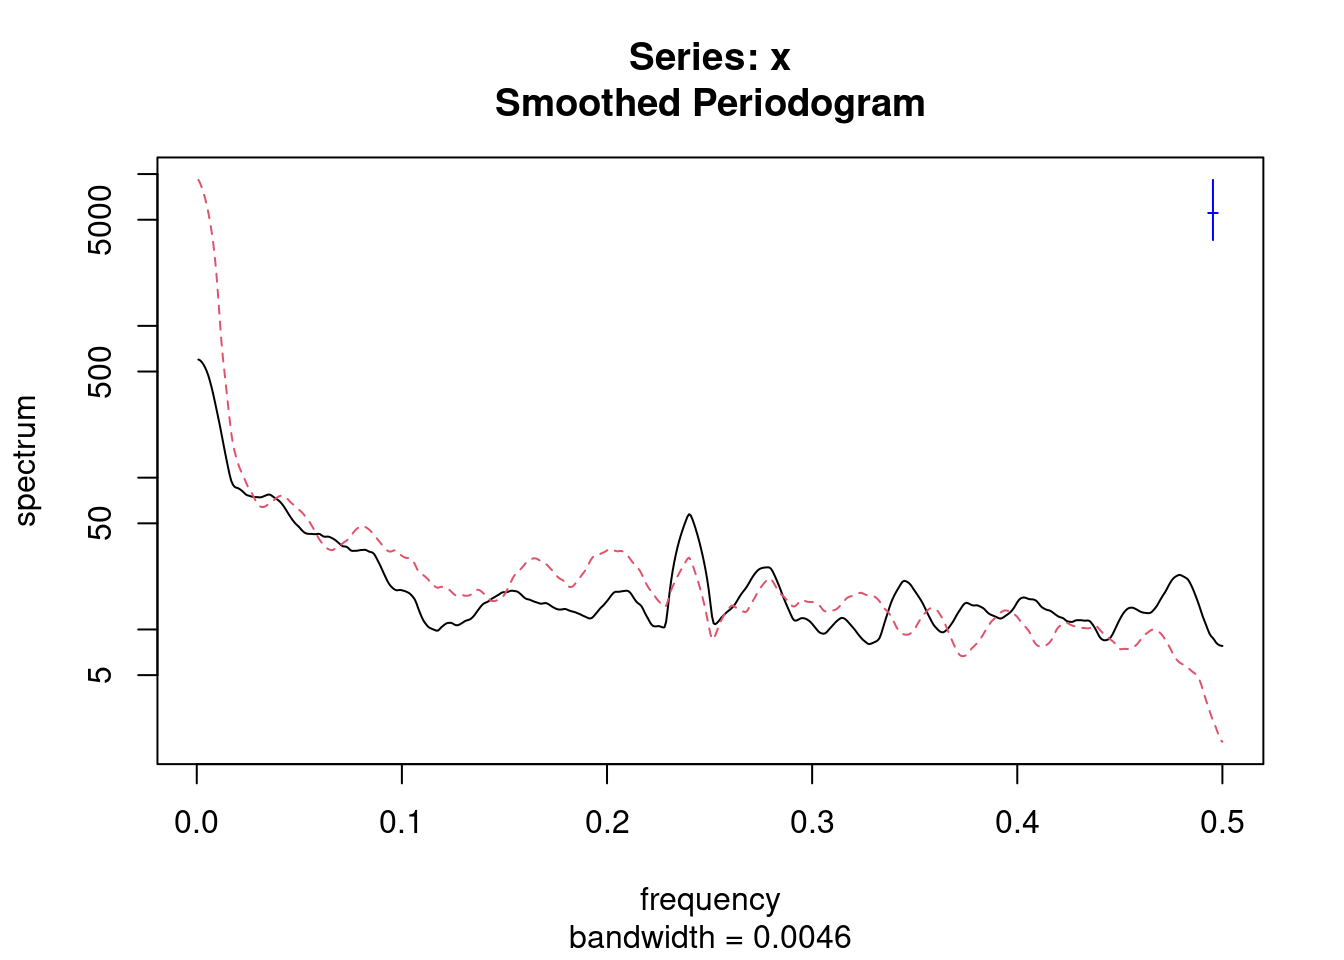 Series: x
Smoothed Periodogram
spectrum
5000
500
50
5
0.0 0.1 0.2 0.3 0.4 0.5
frequency
bandwidth = 0.0046